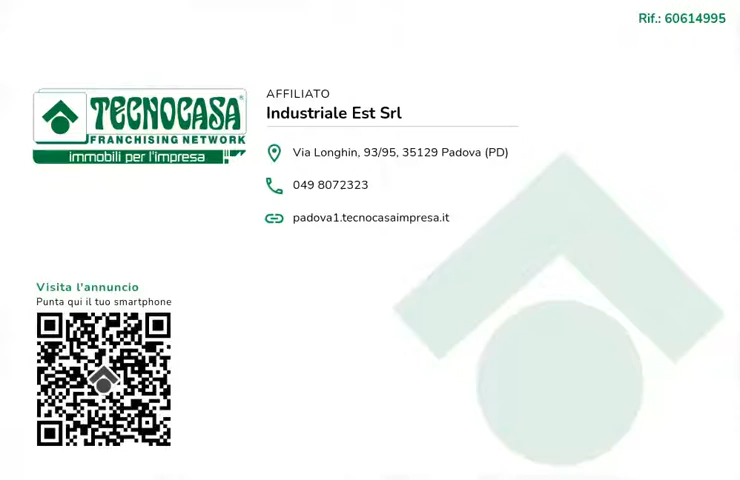 Rif.: 60614995
TECNOCASA
FRANCHISING NETWORK
immobili per l'impresa
AFFILIATO
Industriale Est Srl
Via Longhin, 93/95, 35129 Padova (PD)
049 8072323
padova1.tecnocasaimpresa.it
Visita l'annuncio
Punta qui il tuo smartphone